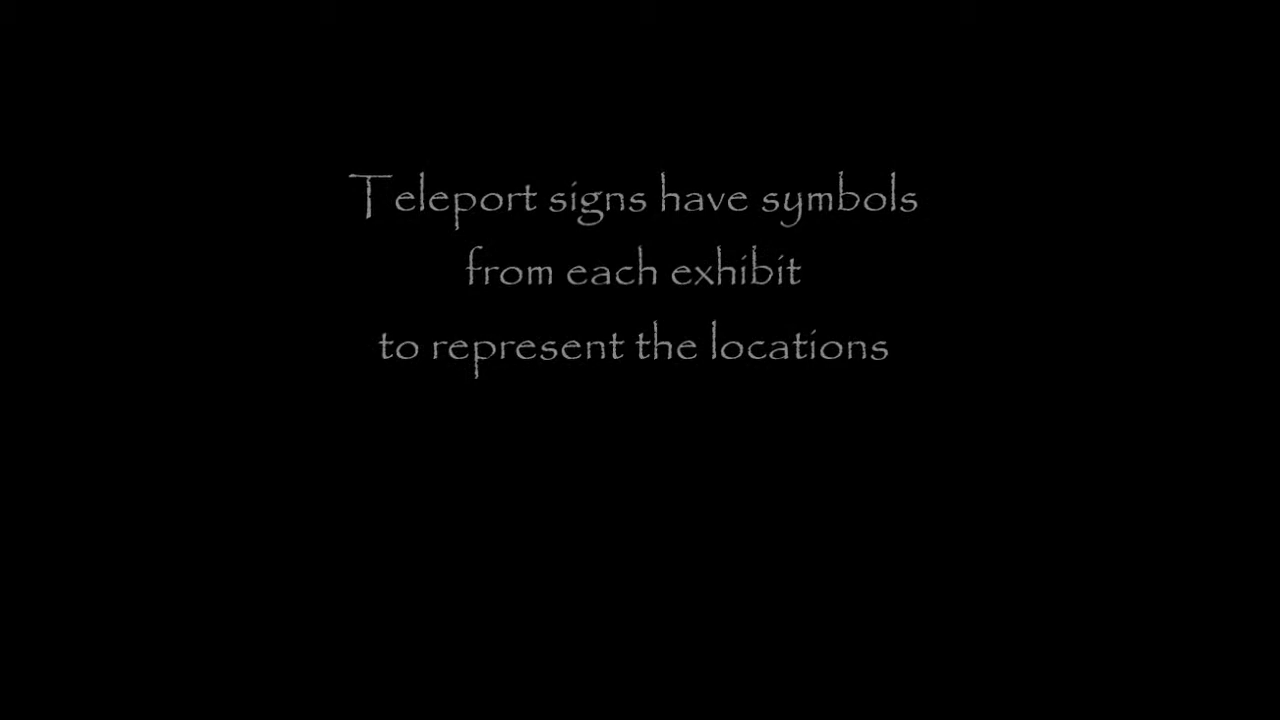 Teleport signs have symbols
from each exhibit
to represent the locations